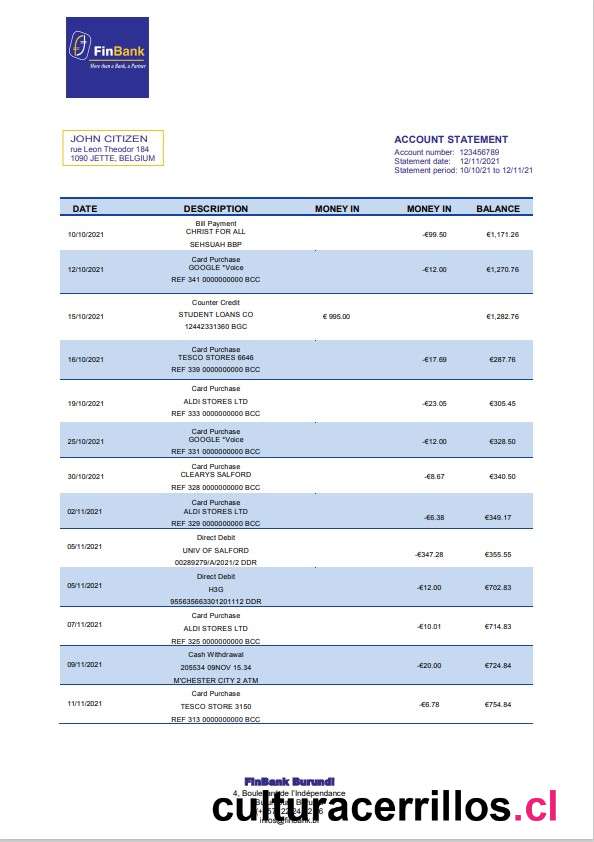 FinBank
More than a Bank, a Partner
JOHN CITIZEN
rue Leon Theodor 184
1090 JETTE, BELGIUM
ACCOUNT STATEMENT
Account number: 123456789
Statement date: 12/11/2021
Statement period: 10/10/21 to 12/11/21
DATE DESCRIPTION MONEY IN MONEY IN BALANCE
Bill Payment
CHRIST FOR ALL
10/10/2021 -€99.50 €1,171.26
SEHSUAH BBP
Card Purchase
GOOGLE *Voice
12/10/2021 -€12.00 €1,270.76
REF 341 0000000000 BCC
Counter Credit
STUDENT LOANS CO
15/10/2021 € 995.00 €1,282.76
12442331360 BGC
Card Purchase
TESCO STORES 6646
16/10/2021 -€17.69 €287.76
REF 339 0000000000 BCC
Card Purchase
ALDI STORES LTD
19/10/2021 -€23.05 €305.45
REF 333 0000000000 BCC
Card Purchase
GOOGLE *Voice
25/10/2021 -€12.00 €328.50
REF 331 0000000000 BCC
Card Purchase
CLEARYS SALFORD
30/10/2021 -€8.67 €340.50
REF 328 0000000000 BCC
Card Purchase
02/11/2021 ALDI STORES LTD
-€6.38 €349.17
REF 329 0000000000 BCC
Direct Debit
05/11/2021 UNIV OF SALFORD
-€347.28 €355.55
00289279/A/2021/2 DDR
Direct Debit
05/11/2021 H3G -€12.00 €702.83
955635663301201112 DDR
Card Purchase
07/11/2021 ALDI STORES LTD -€10.01 €714.83
REF 325 0000000000 BCC
Cash Withdrawal
09/11/2021 205534 09NOV 15.34 -€20.00 €724.84
M'CHESTER CITY 2 ATM
Card Purchase
11/11/2021 TESCO STORE 3150 -€6.78 €754.84
REF 313 0000000000 BCC
FinBank Burundi
4, Boulevard de l'Indépendance
culturacerrillos.cl